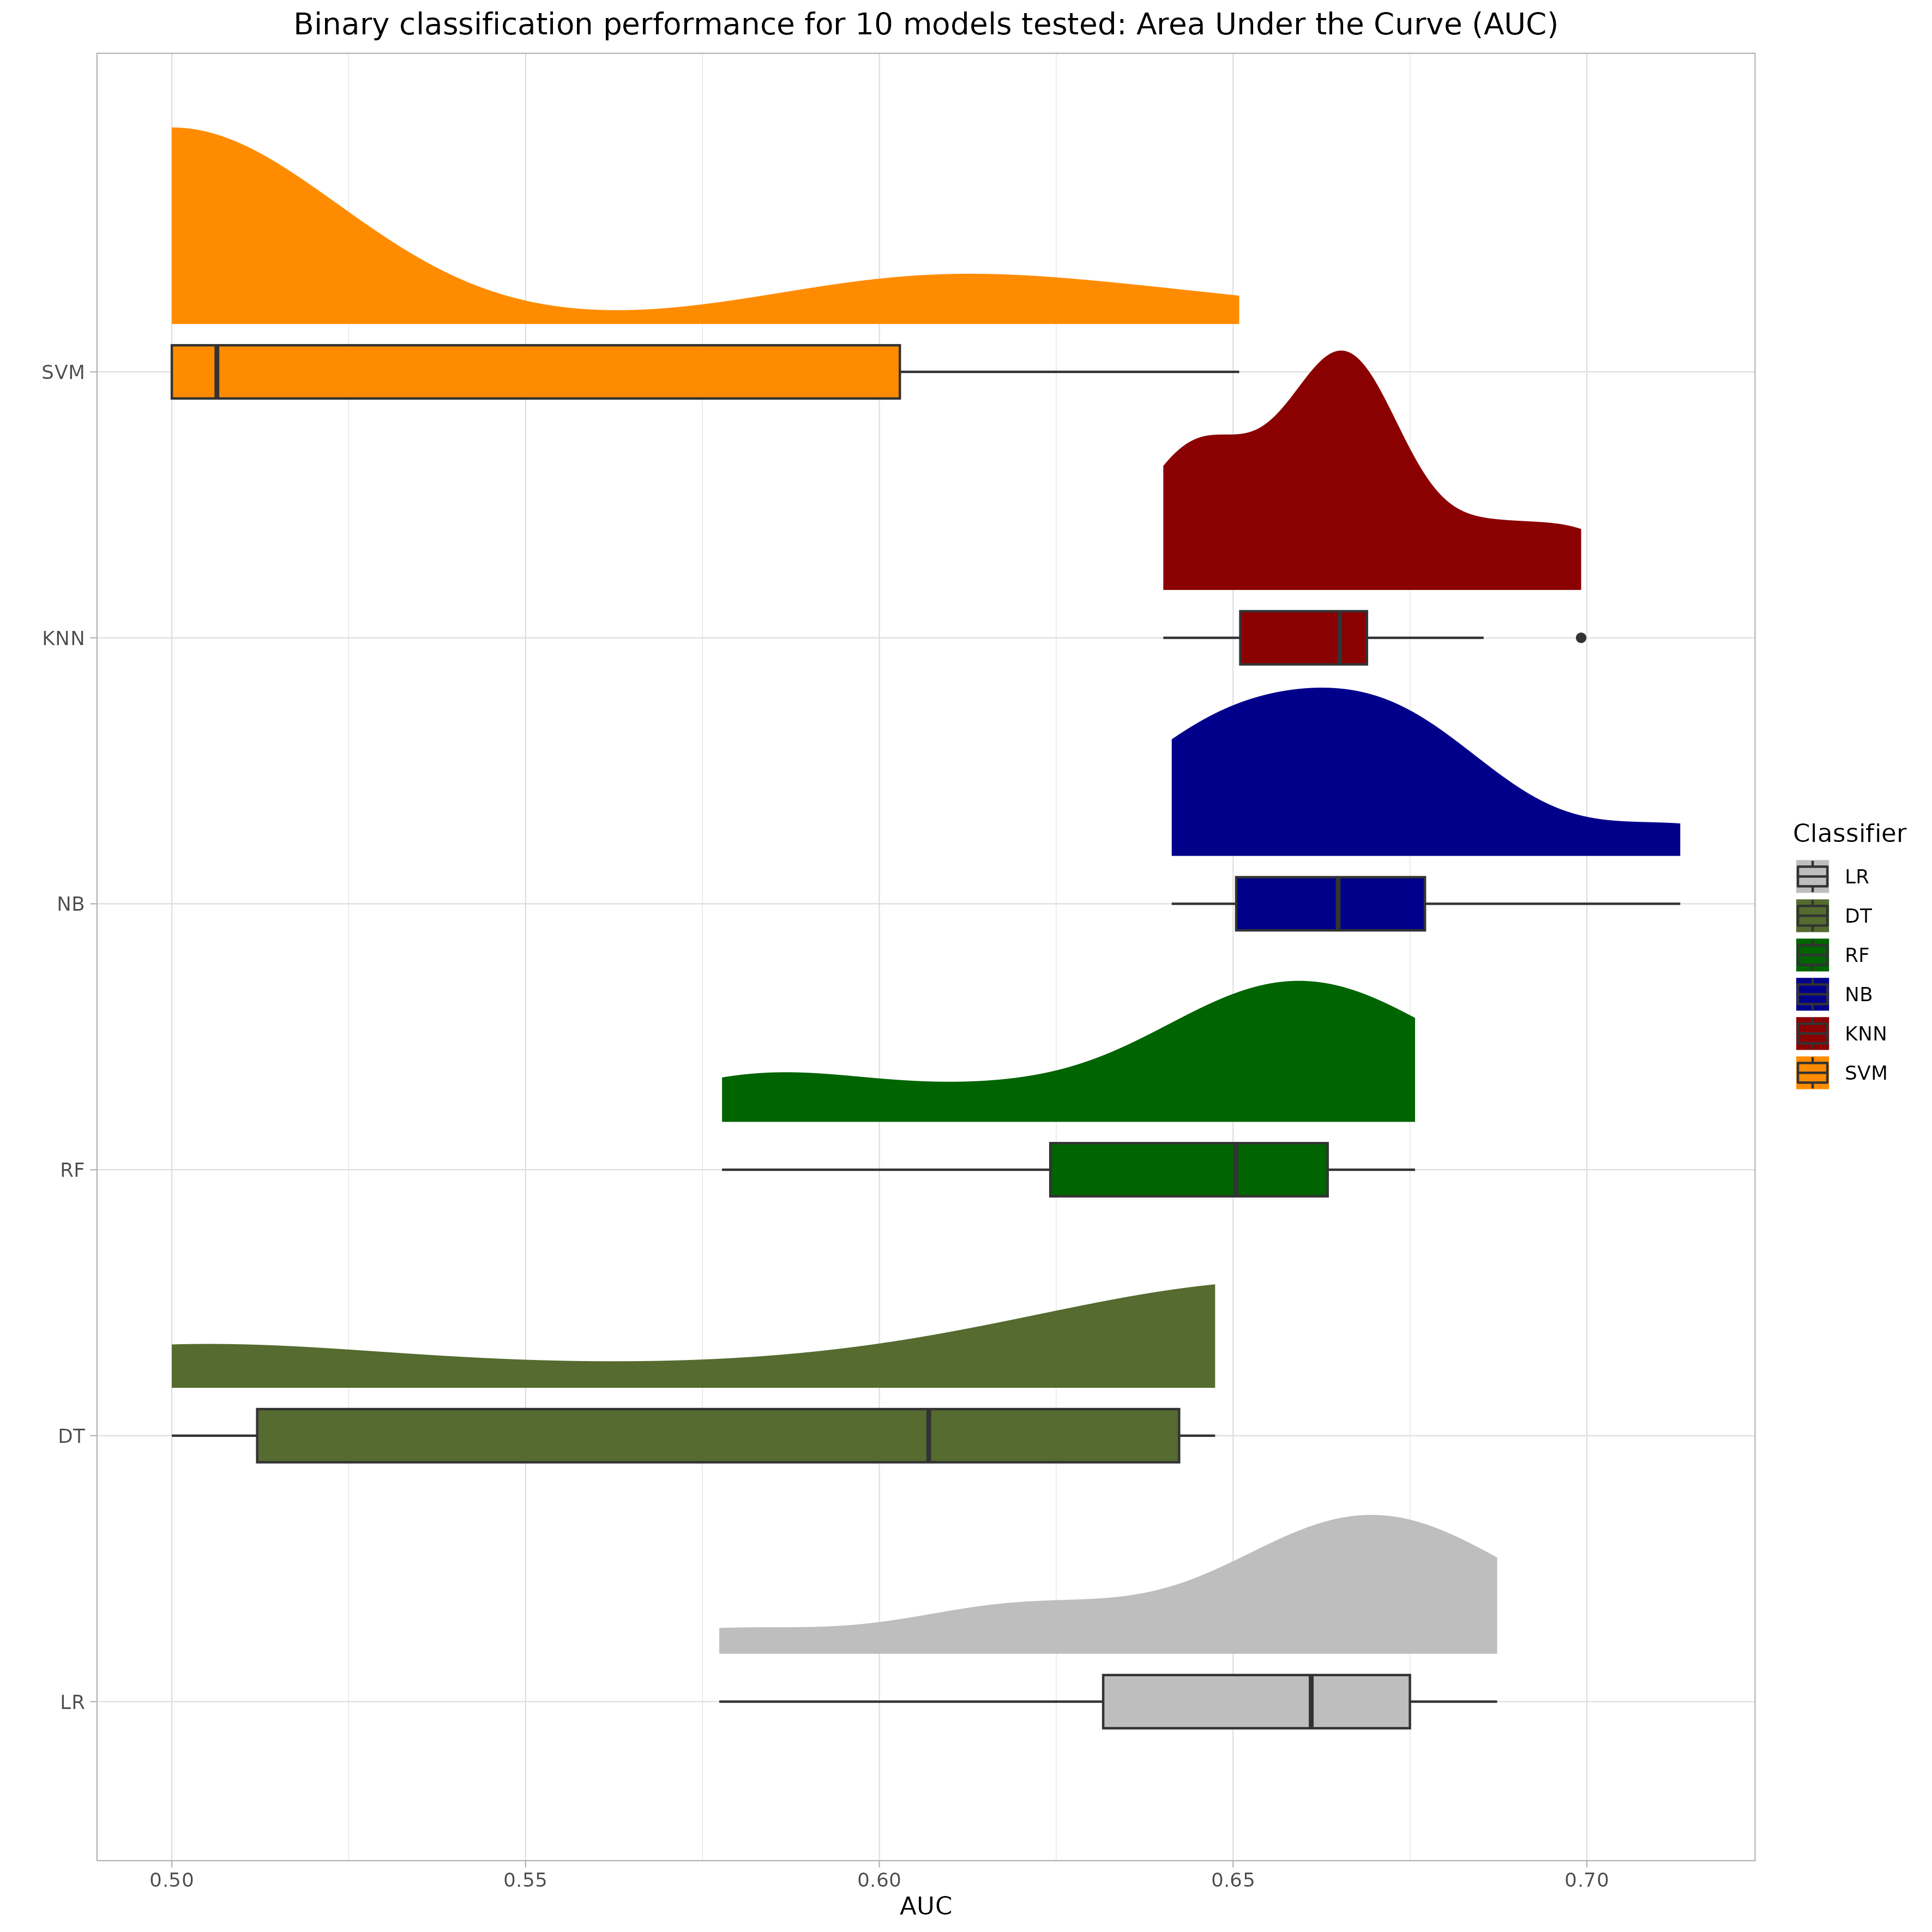 Binary classification performance for 10 models tested: Area Under the Curve (AUC)
SVM
KNN
NB
RF
DT
LR
0.50 0.55 0.60 0.65 0.70
AUC
Classifier
LR
DT
RF
NB
KNN
SVM